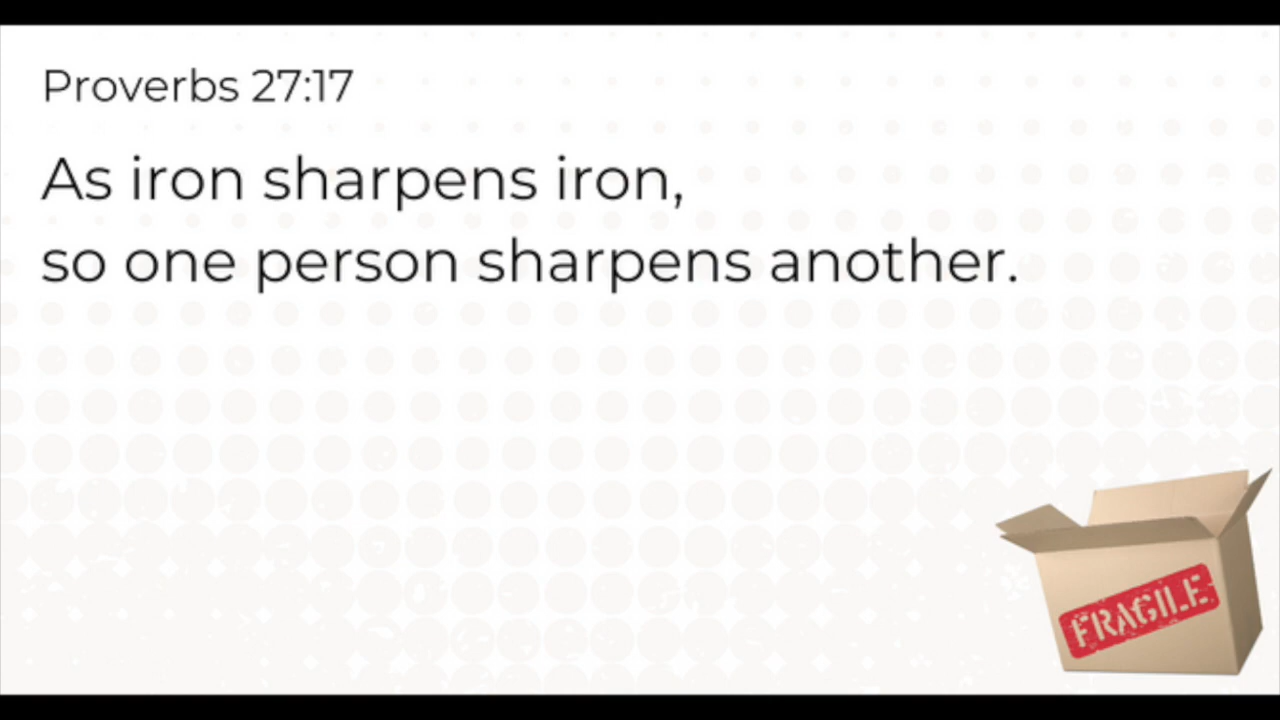 Proverbs 27:17
As iron sharpens iron,
so one person sharpens another.
FRAGILE